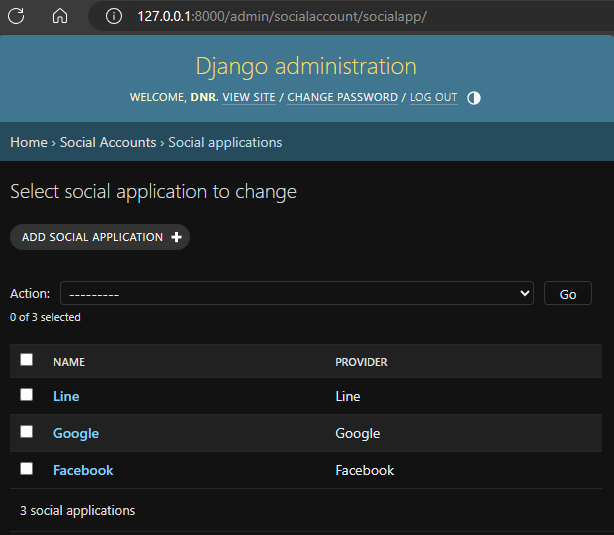 127.0.0.1:8000/admin/socialaccount/socialapp/
Django administration
WELCOME, DNR. VIEW SITE / CHANGE PASSWORD / LOG OUT
Home › Social Accounts › Social applications
Select social application to change
ADD SOCIAL APPLICATION +
Action: --------- Go
0 of 3 selected
NAME PROVIDER
Line Line
Google Google
Facebook Facebook
3 social applications